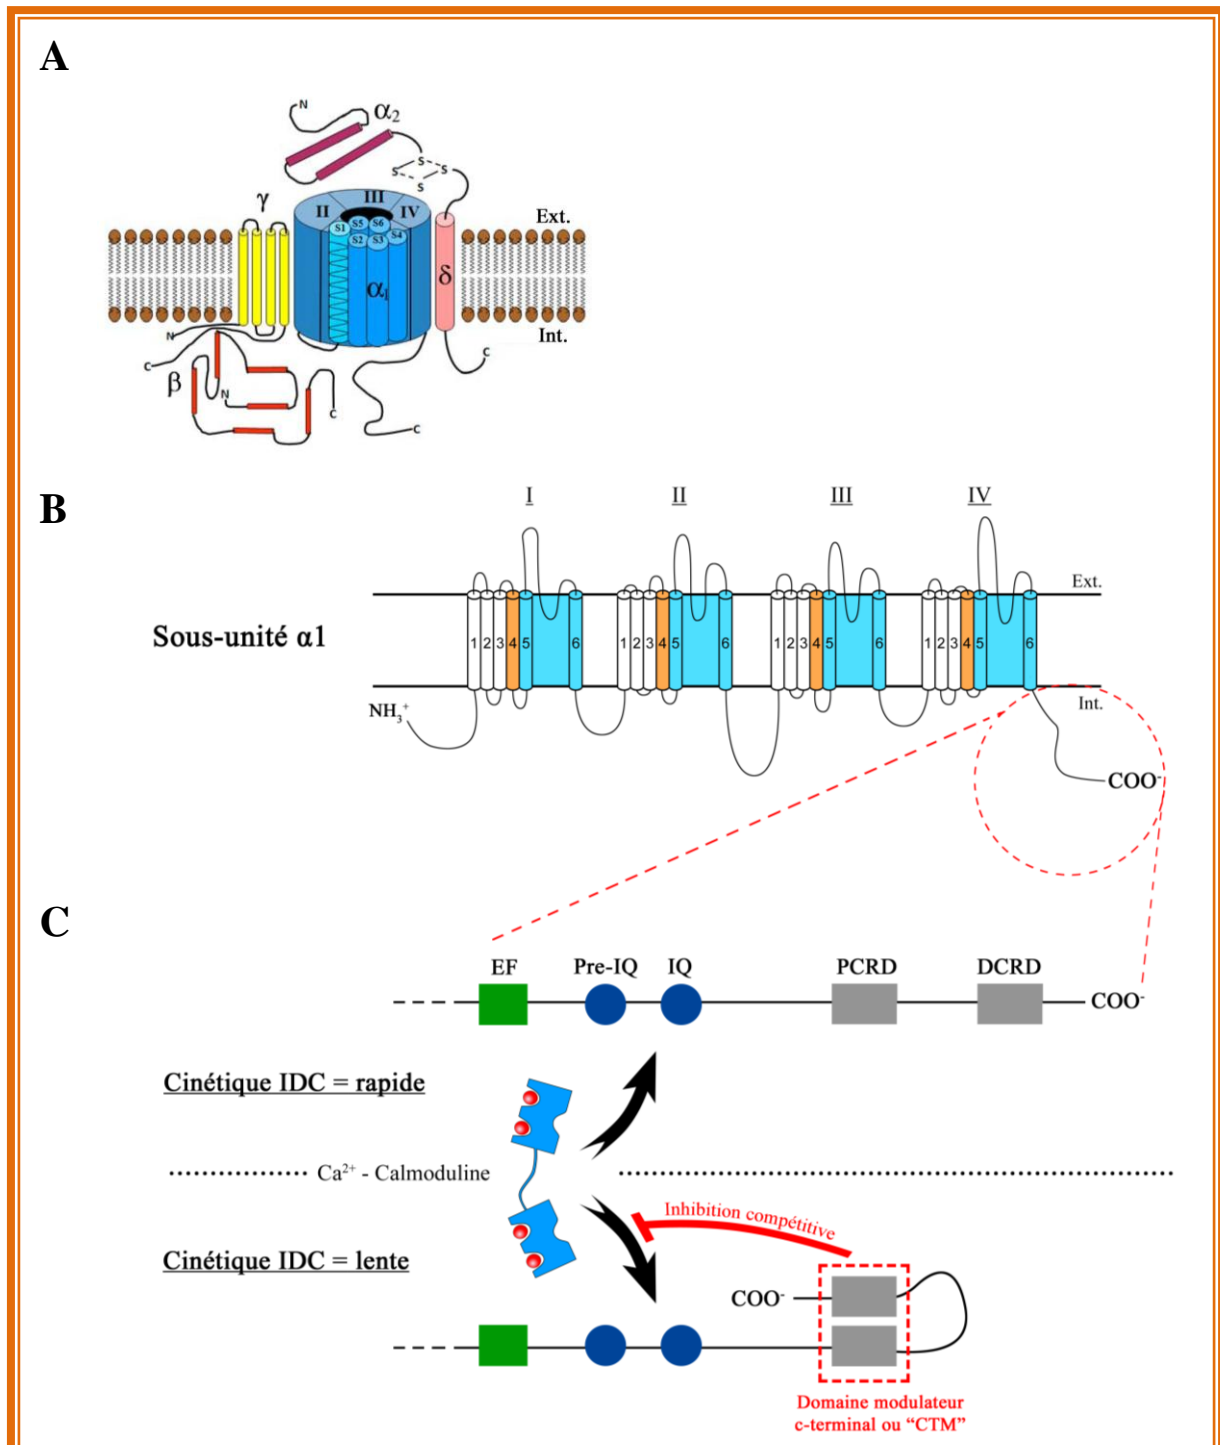 A
N
α2
S
S S
S
γ
III
II IV
Ext.
S5 S6
S1 S4
S2 S3
α1
δ
N
Int.
C
C
β
N
C
C
B
I II III IV
Ext.
Sous-unité α1
1 2 3 4 5 6 1 2 3 4 5 6 1 2 3 4 5 6 1 2 3 4 5 6
NH3+
Int.
COO-
C
EF Pre-IQ IQ PCRD DCRD
COO-
Cinétique IDC = rapide
Ca2+ - Calmoduline
Inhibition compétitive
Cinétique IDC = lente
COO-
Domaine modulateur
c-terminal ou “CTM”